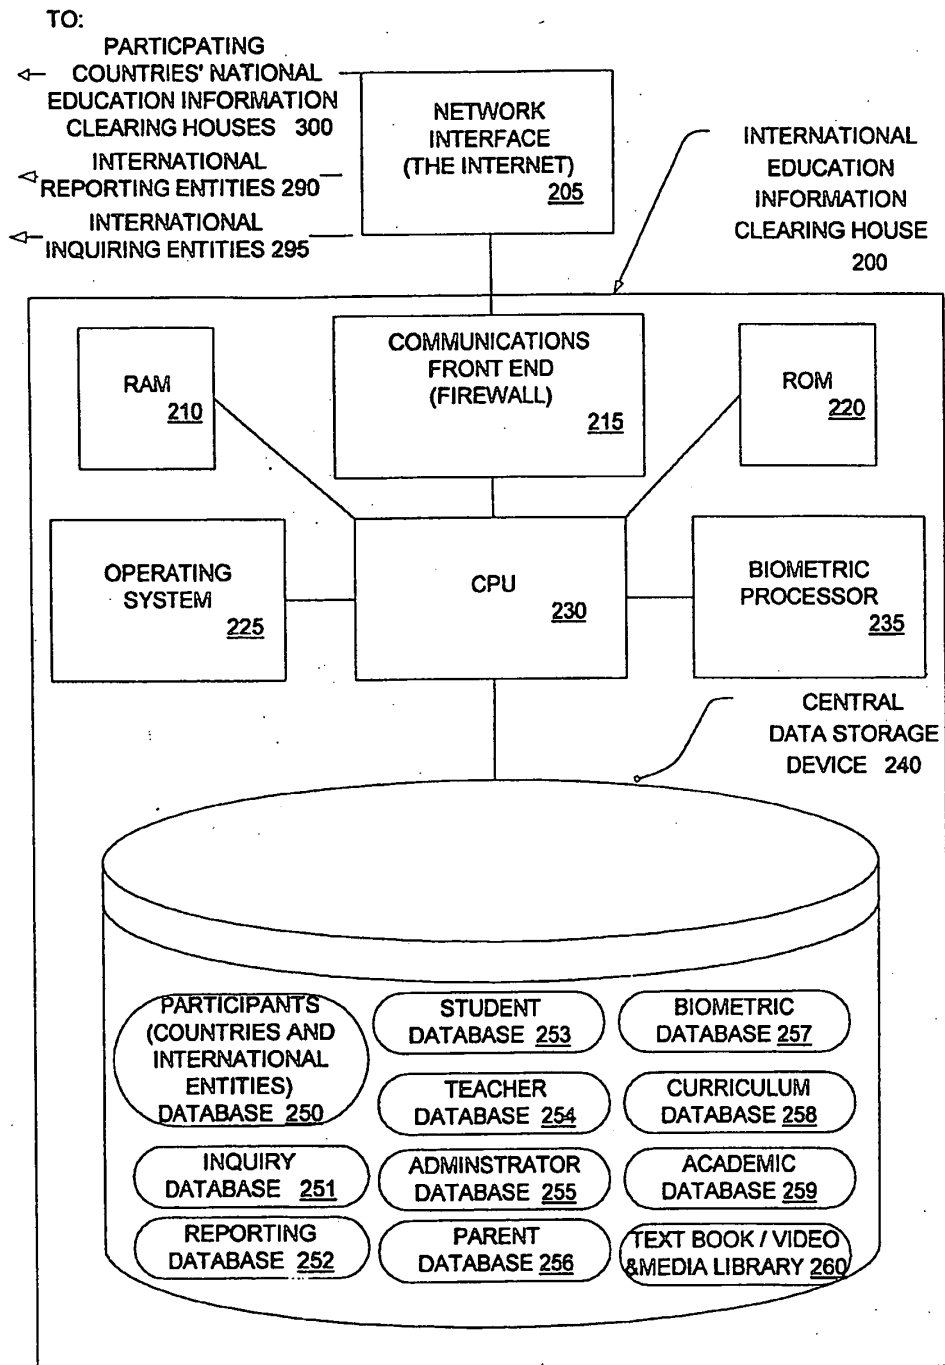 TO:
PARTICPATING
COUNTRIES' NATIONAL
EDUCATION INFORMATION
CLEARING HOUSES 300
INTERNATIONAL
REPORTING ENTITIES 290
INTERNATIONAL
INQUIRING ENTITIES 295
NETWORK
INTERFACE
(THE INTERNET)
205
INTERNATIONAL
EDUCATION
INFORMATION
CLEARING HOUSE
200
RAM
210
COMMUNICATIONS
FRONT END
(FIREWALL)
215
ROM
220
OPERATING
SYSTEM
225
CPU
230
BIOMETRIC
PROCESSOR
235
CENTRAL
DATA STORAGE
DEVICE 240
PARTICIPANTS
(COUNTRIES AND
INTERNATIONAL
ENTITIES)
DATABASE 250
INQUIRY
DATABASE 251
REPORTING
DATABASE 252
STUDENT
DATABASE 253
TEACHER
DATABASE 254
ADMINSTRATOR
DATABASE 255
PARENT
DATABASE 256
BIOMETRIC
DATABASE 257
CURRICULUM
DATABASE 258
ACADEMIC
DATABASE 259
TEXT BOOK / VIDEO
&MEDIA LIBRARY 260